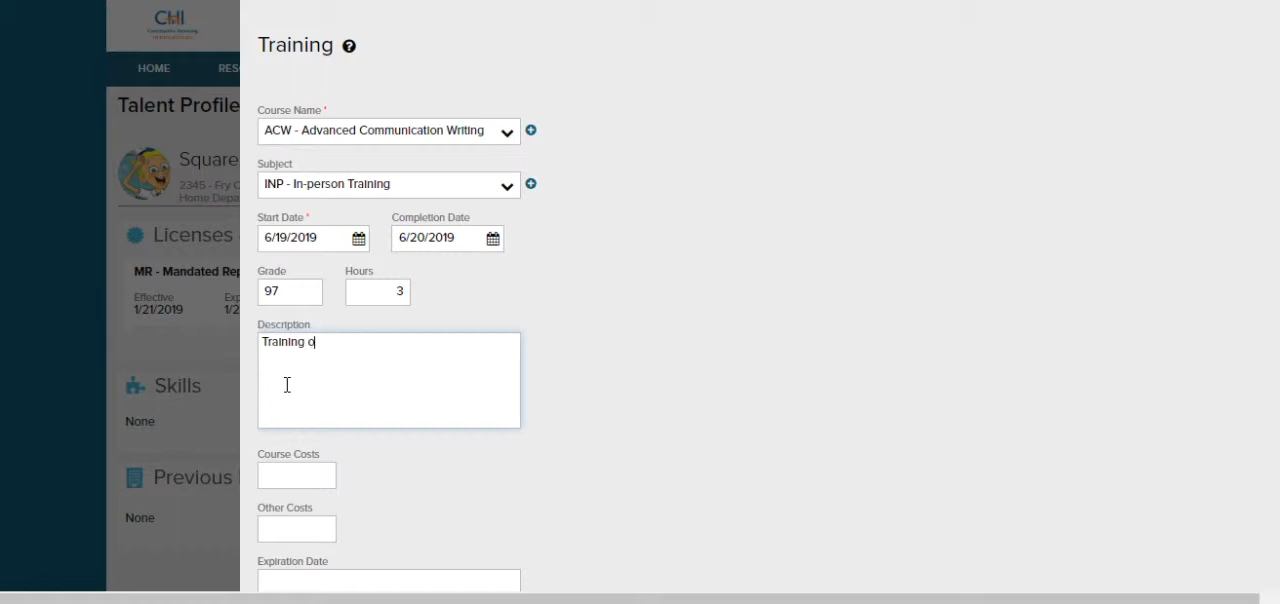 CHI
Training
HOME
RES
Course Name *
ACW - Advanced Communication Writing
Talent Profile
Subject
Square
INP - In-person Training
2345 - Fry C
Home Depa
Start Date * Completion Date
6/19/2019 6/20/2019
Licenses
MR - Mandated Rep
Grade Hours
97 3
Effective Exp
1/21/2019 1/2
Description
Training o
Skills
None
Course Costs
Previous
Other Costs
None
Expiration Date